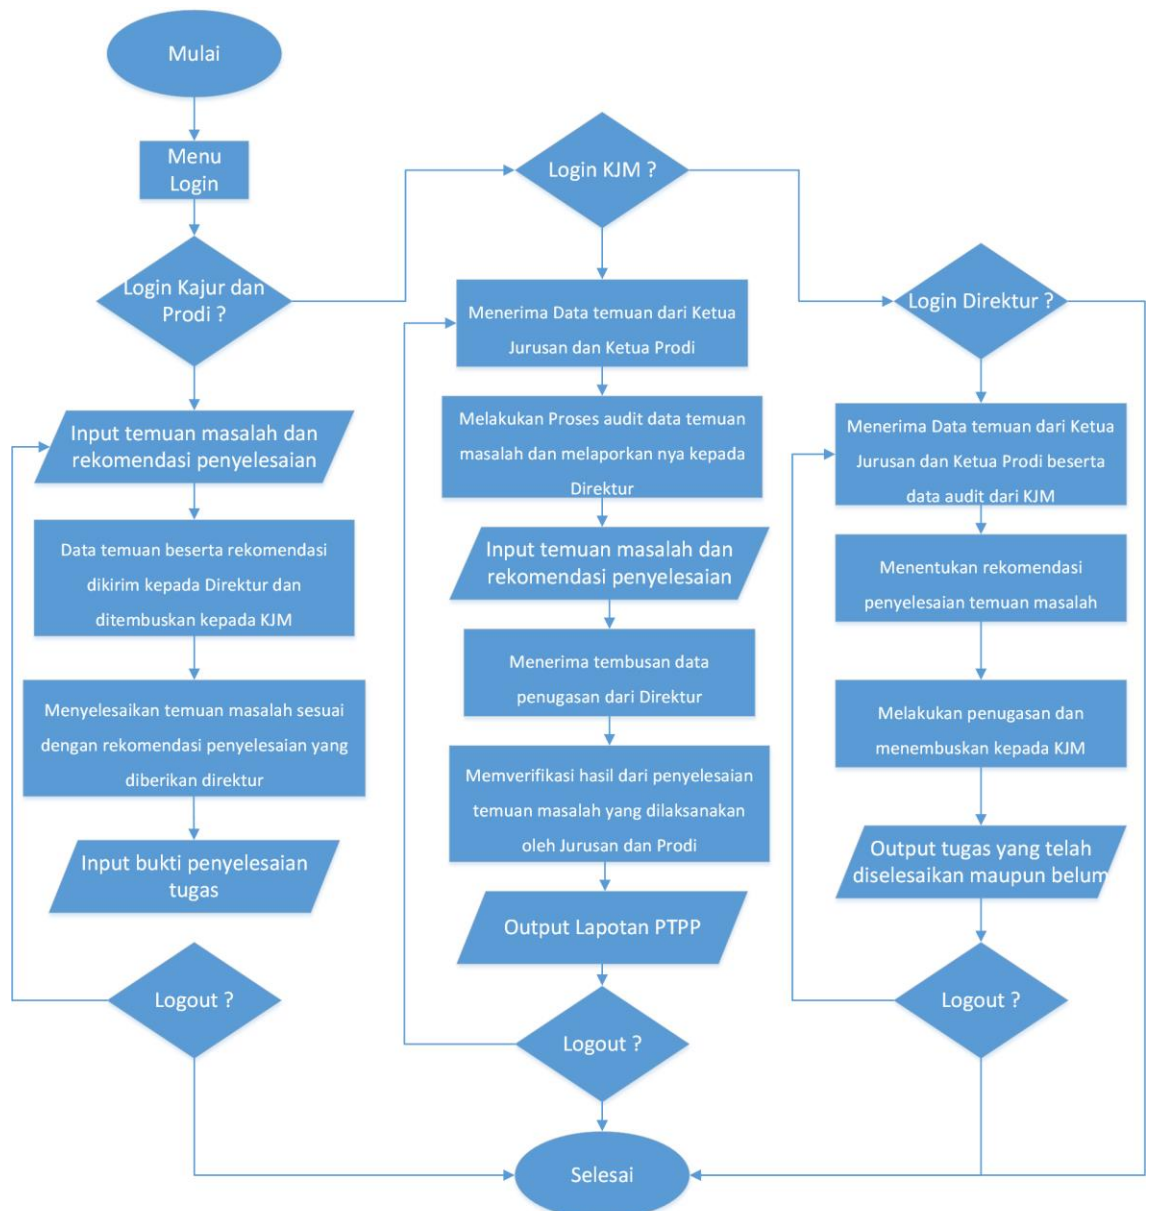 Mulai
Menu
Login
Login Kajur dan
Prodi ?
Input temuan masalah dan
rekomendasi penyelesaian
Data temuan beserta rekomendasi
dikirim kepada Direktur dan
ditembuskan kepada KJM
Menyelesaikan temuan masalah sesuai
dengan rekomendasi penyelesaian yang
diberikan direktur
Input bukti penyelesaian
tugas
Logout ?
Login KJM ?
Menerima Data temuan dari Ketua
Jurusan dan Ketua Prodi
Melakukan Proses audit data temuan
masalah dan melaporkan nya kepada
Direktur
Input temuan masalah dan
rekomendasi penyelesaian
Menerima tembusan data
penugasan dari Direktur
Memverifikasi hasil dari penyelesaian
temuan masalah yang dilaksanakan
oleh Jurusan dan Prodi
Output Lapotan PTPP
Logout ?
Selesai
Login Direktur ?
Menerima Data temuan dari Ketua
Jurusan dan Ketua Prodi beserta
data audit dari KJM
Menentukan rekomendasi
penyelesaian temuan masalah
Melakukan penugasan dan
menembuskan kepada KJM
Output tugas yang telah
diselesaikan maupun belum
Logout ?